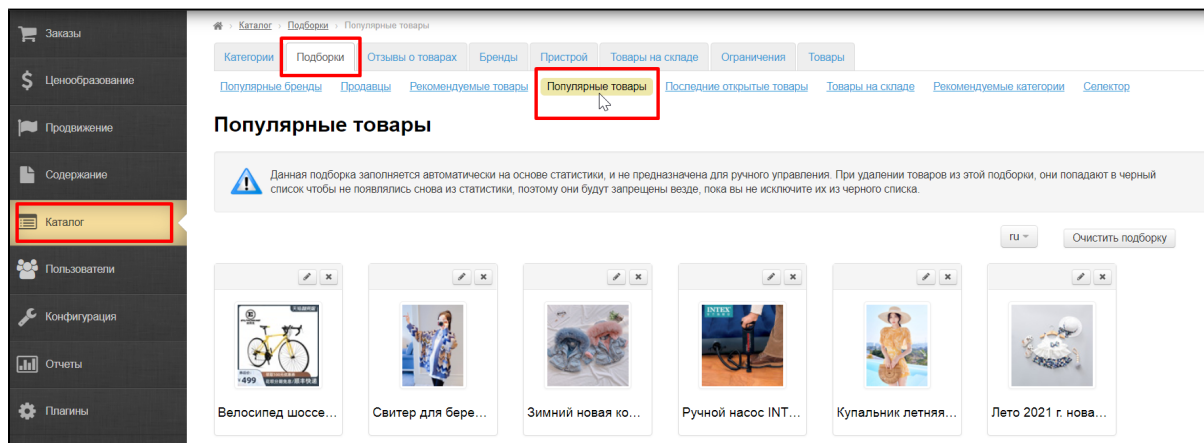 Каталог › Подборки › Популярные товары
Заказы
Ценообразование
Продвижение
Содержание
Каталог
Пользователи
Конфигурация
Отчеты
Плагины
Категории Подборки Отзывы о товарах Бренды Пристрой Товары на складе Ограничения Товары
Популярные бренды Продавцы Рекомендуемые товары Популярные товары Последние открытые товары Товары на складе Рекомендуемые категории Селектор
Популярные товары
Данная подборка заполняется автоматически на основе статистики, и не предназначена для ручного управления. При удалении товаров из этой подборки, они попадают в черный
список чтобы не появлялись снова из статистики, поэтому они будут запрещены везде, пока вы не исключите их из черного списка.
ru Очистить подборку
499
INTEX
Велосипед шоссе... Свитер для бере... Зимний новая ко... Ручной насос INT... Купальник летняя... Лето 2021 г. нова...